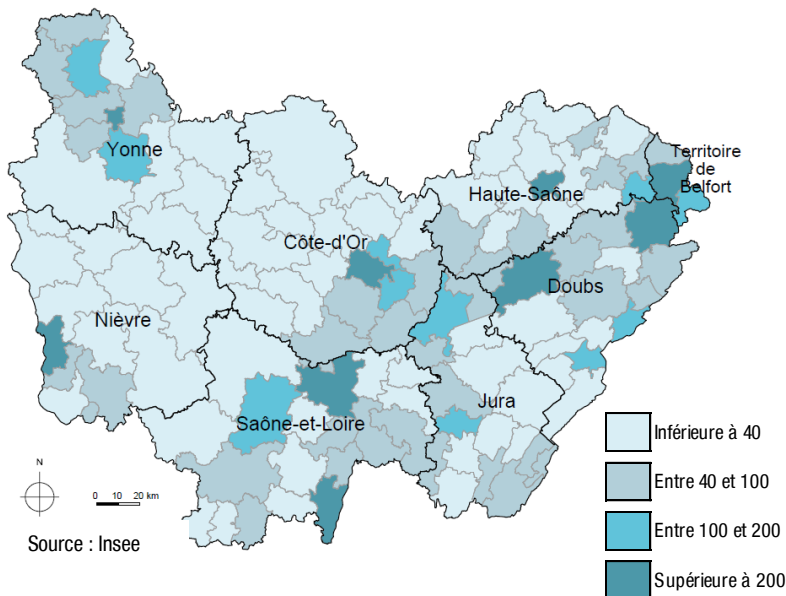 Yonne
Territoire
de
Belfort
Haute-Saône
Côte-d'Or
Doubs
Nièvre
Jura
Saône-et-Loire
Inférieure à 40
Entre 40 et 100
Entre 100 et 200
Supérieure à 200
N
0 10 20 km
Source : Insee